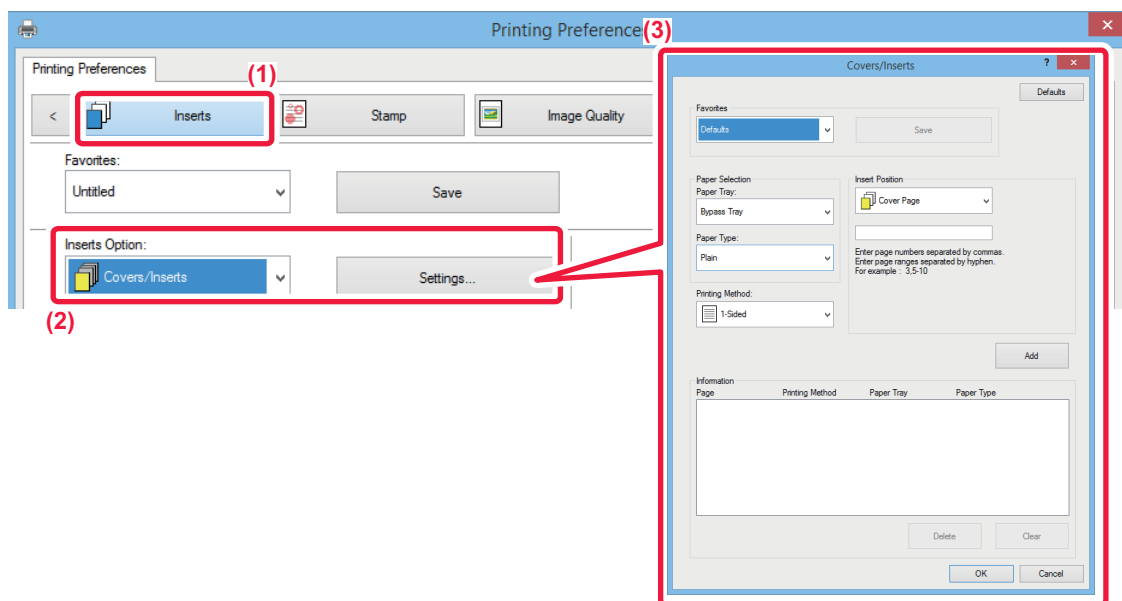 Printing Preference
(3)
Printing Preferences
(1)
<
Inserts
Stamp
Image Quality
Favorites:
Untitled
Save
Inserts Option:
Covers/Inserts
Settings...
(2)
Covers/Inserts
?
Defaults
Favorites
Defaults
Save
Paper Selection
Paper Tray:
Bypass Tray
Paper Type:
Plain
Insert Position
Cover Page
Enter page numbers separated by commas.
Enter page ranges separated by hyphen.
For example : 3,5-10
Printing Method:
1-Sided
Add
Information
Page Printing Method Paper Tray Paper Type
Delete
Clear
OK
Cancel